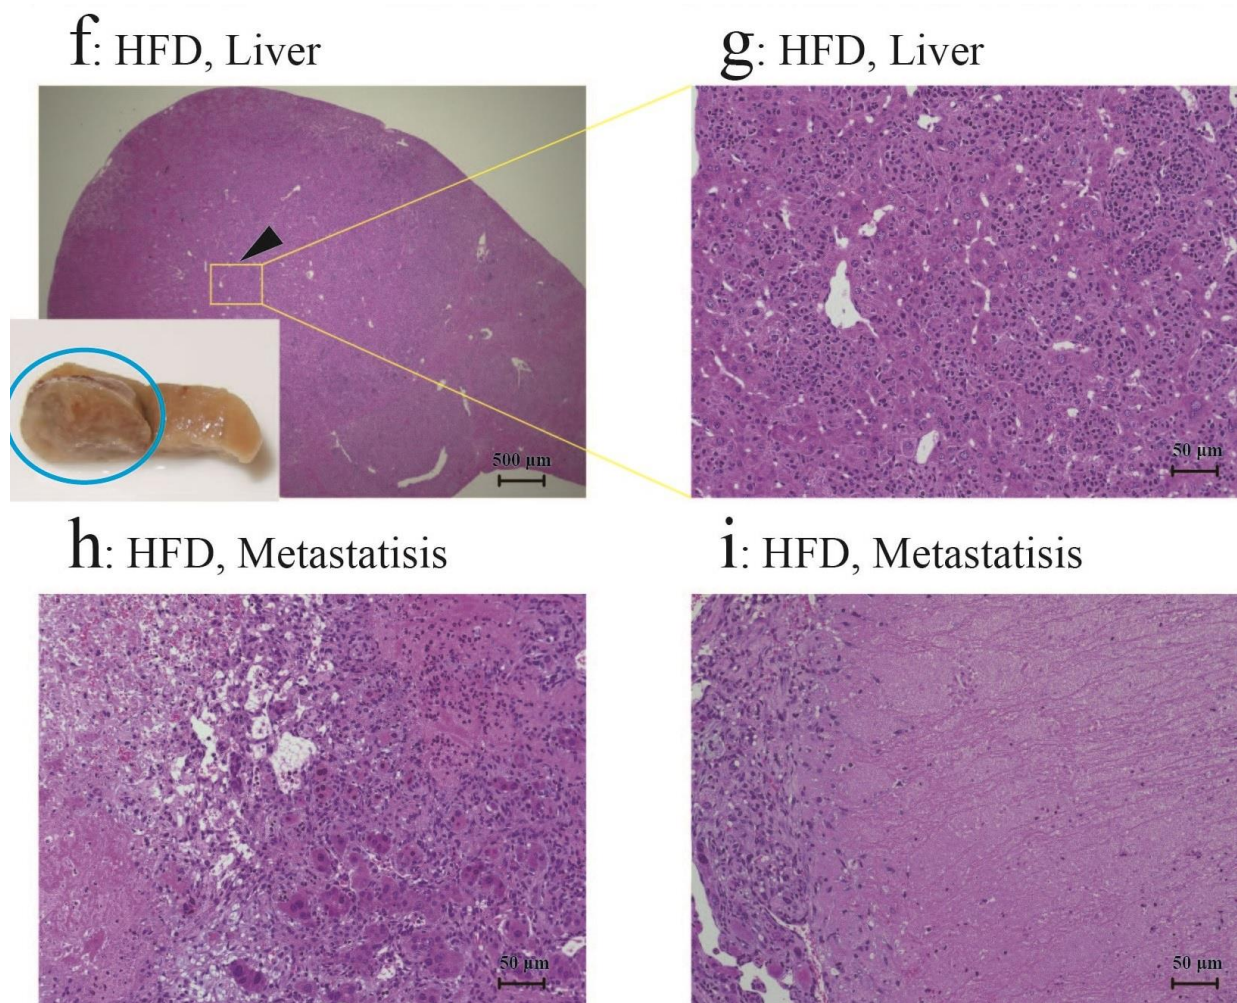 f: HFD, Liver
g: HFD, Liver
500 µm
50 µm
h: HFD, Metastatisis
i: HFD, Metastatisis
50 µm
50 µm